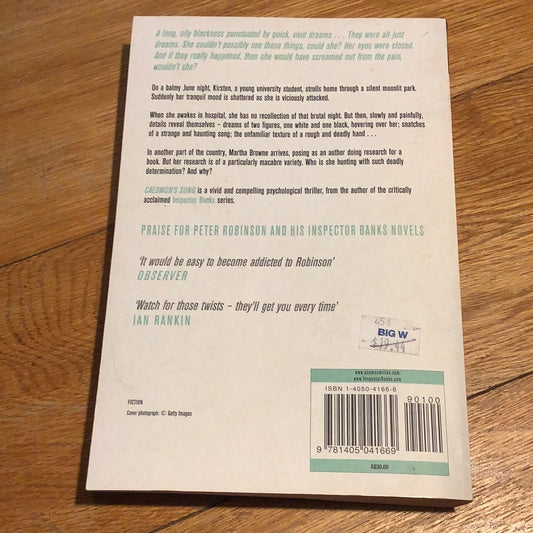 A long, oily blackness punctuated by quick, vivid dreams . . . They were all just
dreams. She couldn't possibly see these things, could she? Her eyes were closed.
And if they really happened, then she would have screamed out from the pain,
wouldn't she?
On a balmy June night, Kirsten, a young university student, strolls home through a silent moonlit park.
Suddenly her tranquil mood is shattered as she is viciously attacked.
When she awakes in hospital, she has no recollection of that brutal night. But then, slowly and painfully,
details reveal themselves – dreams of two figures, one white and one black, hovering over her; snatches
of a strange and haunting song; the unfamiliar texture of a rough and deadly hand . . .
In another part of the country, Martha Browne arrives, posing as an author doing research for a
book. But her research is of a particularly macabre variety. Who is she hunting with such deadly
determination? And why?
CAEDMON'S SONG is a vivid and compelling psychological thriller, from the author of the critically
acclaimed Inspector Banks series.
PRAISE FOR PETER ROBINSON AND HIS INSPECTOR BANKS NOVELS
'It would be easy to become addicted to Robinson'
OBSERVER
'Watch for those twists – they'll get you every time'
IAN RANKIN
BIG W
www.panmacmillan.com
www.InspectorBanks.com
ISBN 1-4050-4166-8
90100
9 781405 041669
A$30.00
FICTION
Cover photograph: © Getty Images